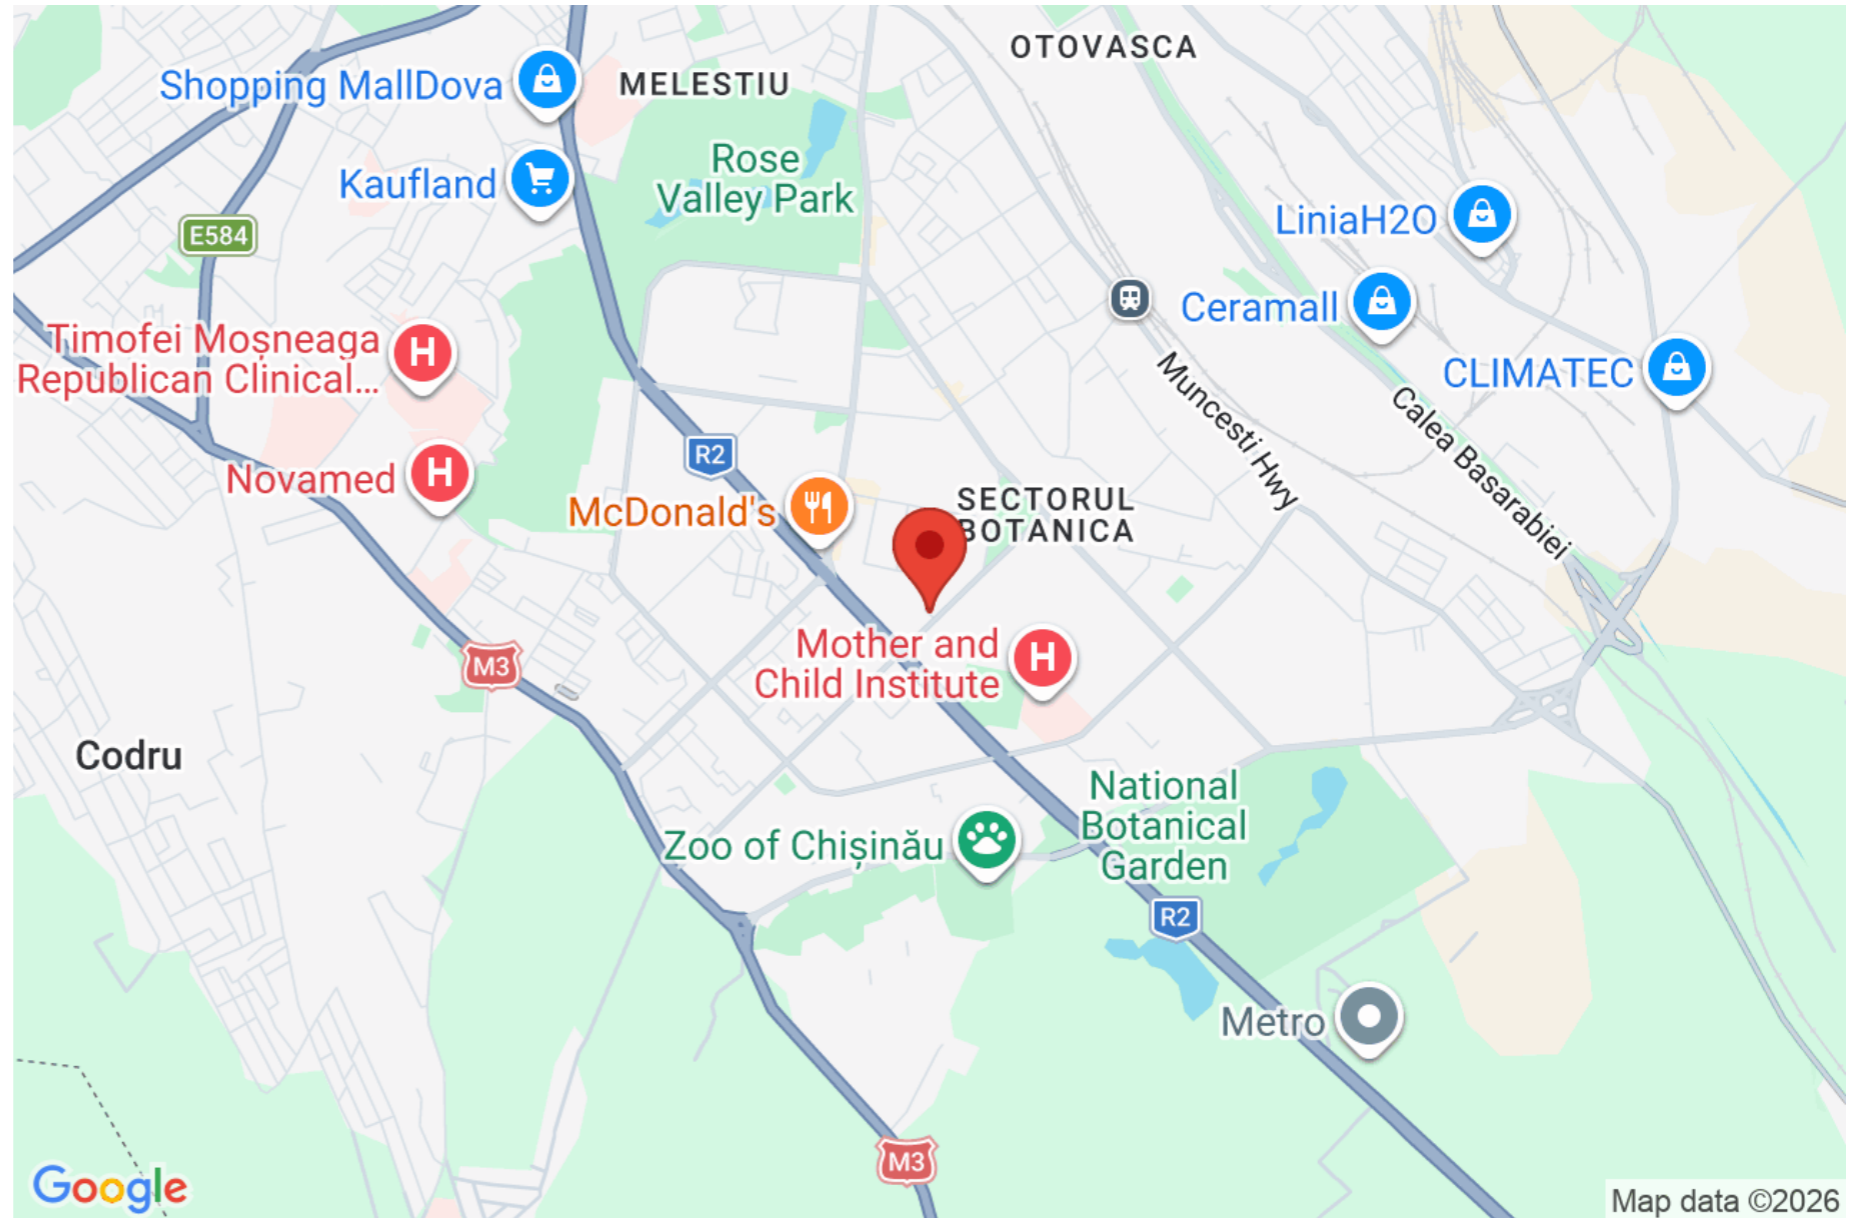 OTOVASCA
Shopping MallDova
MELESTIU
Rose
Valley Park
Kaufland
LiniaH2O
E584
Ceramall
Timofei Moșneaga
Republican Clinical...
CLIMATEC
Muncesti Hwy
Calea Basarabiei
R2
Novamed
McDonald's
SECTORUL
BOTANICA
Mother and
Child Institute
M3
Codru
National
Botanical
Garden
Zoo of Chișinău
R2
Metro
M3
Google
Map data ©2026